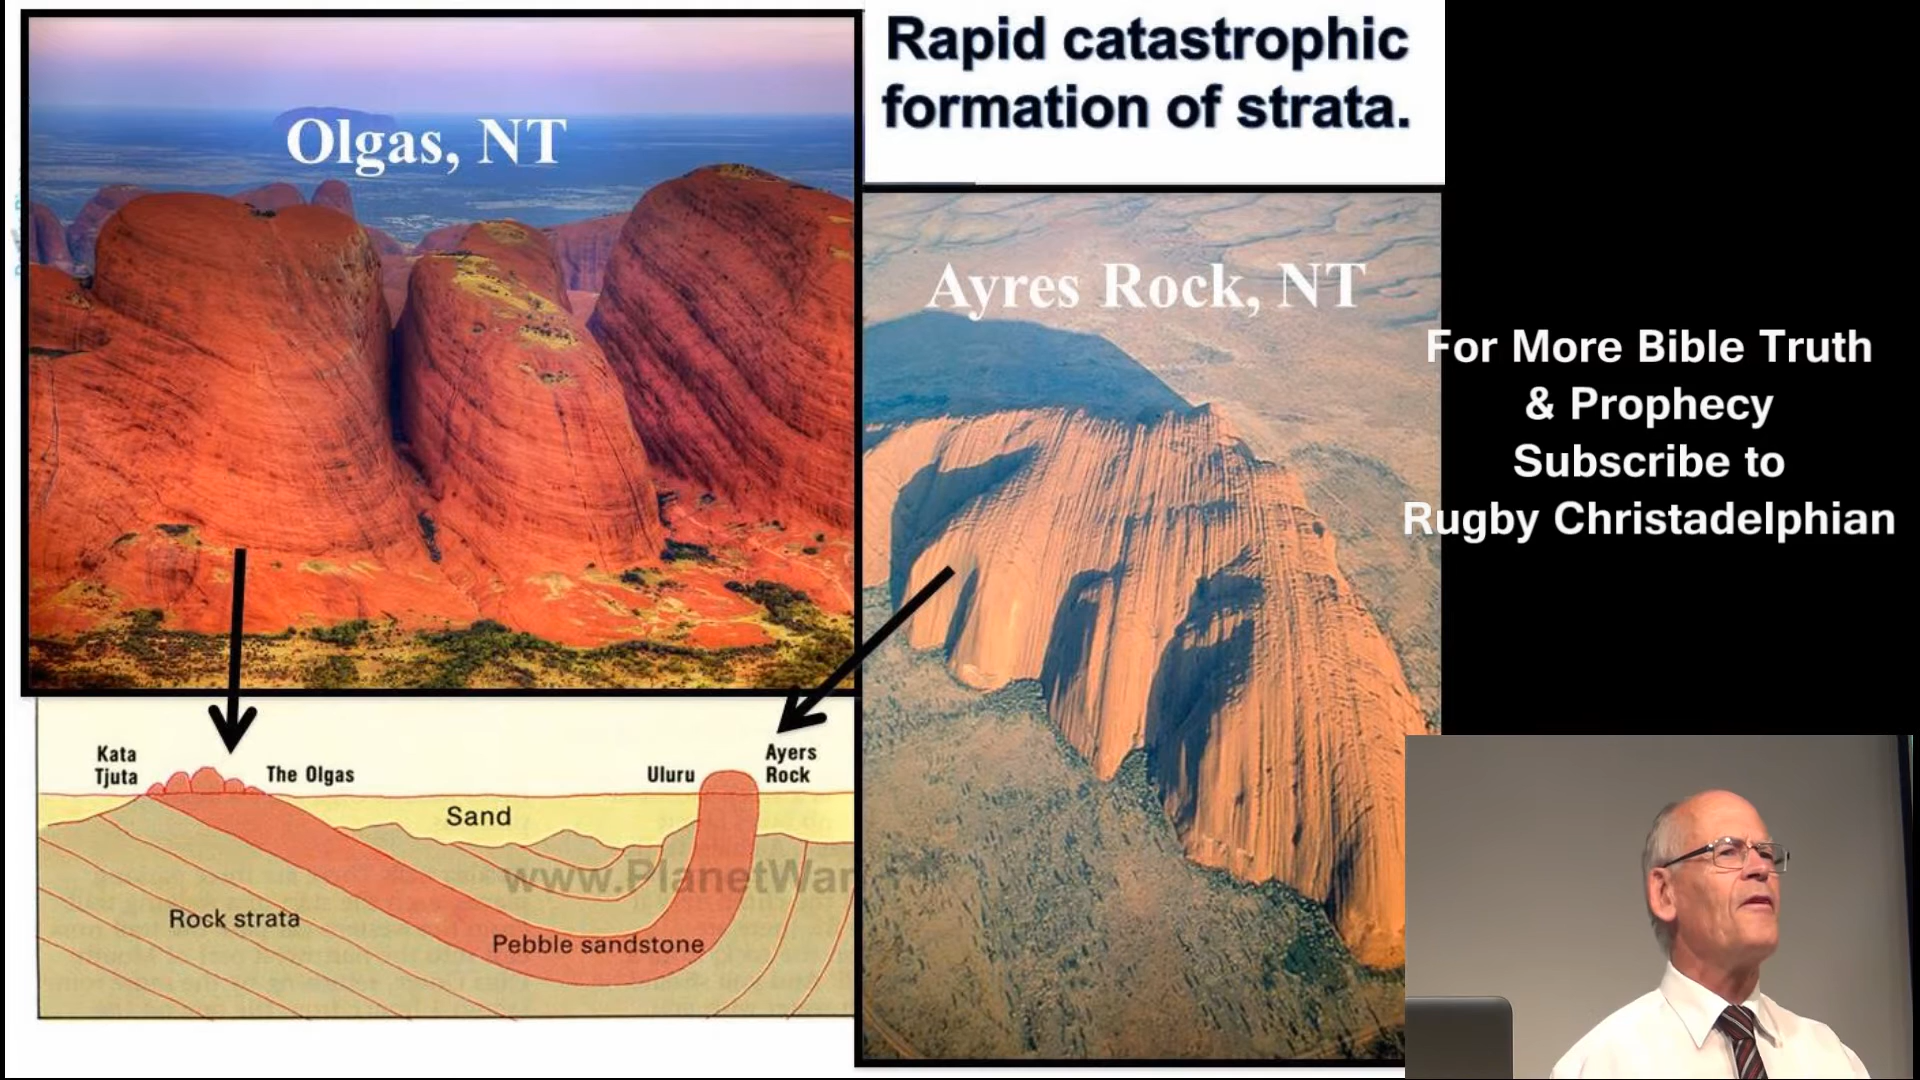 Rapid catastrophic
formation of strata.
Olgas, NT
Ayres Rock, NT
For More Bible Truth
& Prophecy
Subscribe to
Rugby Christadelphian
Kata
Tjuta
The Olgas
Uluru
Ayers
Rock
Sand
Rock strata
Pebble sandstone